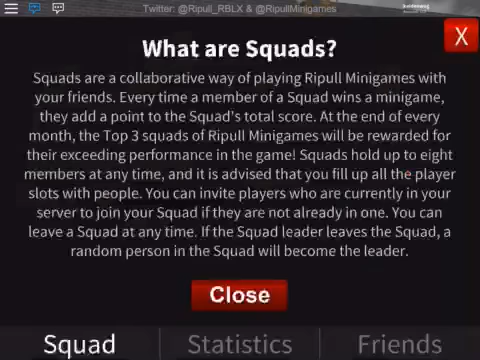 Twitter: @Ripull_RBLX & @RipullMinigames
What are Squads?
X
Squads are a collaborative way of playing Ripull Minigames with
your friends. Every time a member of a Squad wins a minigame,
they add a point to the Squad's total score. At the end of every
month, the Top 3 squads of Ripull Minigames will be rewarded for
their exceeding performance in the game! Squads hold up to eight
members at any time, and it is advised that you fill up all the player
slots with people. You can invite players who are currently in your
server to join your Squad if they are not already in one. You can
leave a Squad at any time. If the Squad leader leaves the Squad, a
random person in the Squad will become the leader.
Close
Squad
Statistics
Friends